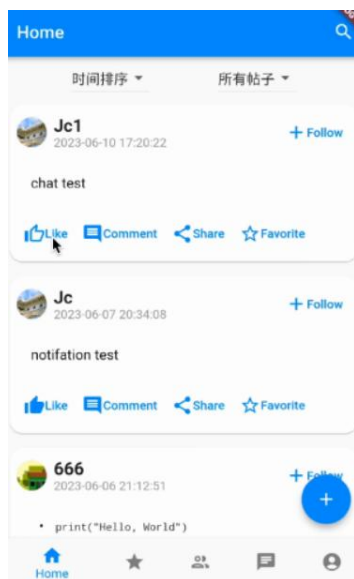 Home
时间排序 所有帖子
Jc1
2023-06-10 17:20:22
+ Follow
chat test
Like Comment Share Favorite
Jc
2023-06-07 20:34:08
+ Follow
notifation test
Like Comment Share Favorite
666
2023-06-06 21:12:51
+ Follow
• print("Hello, World")
Home